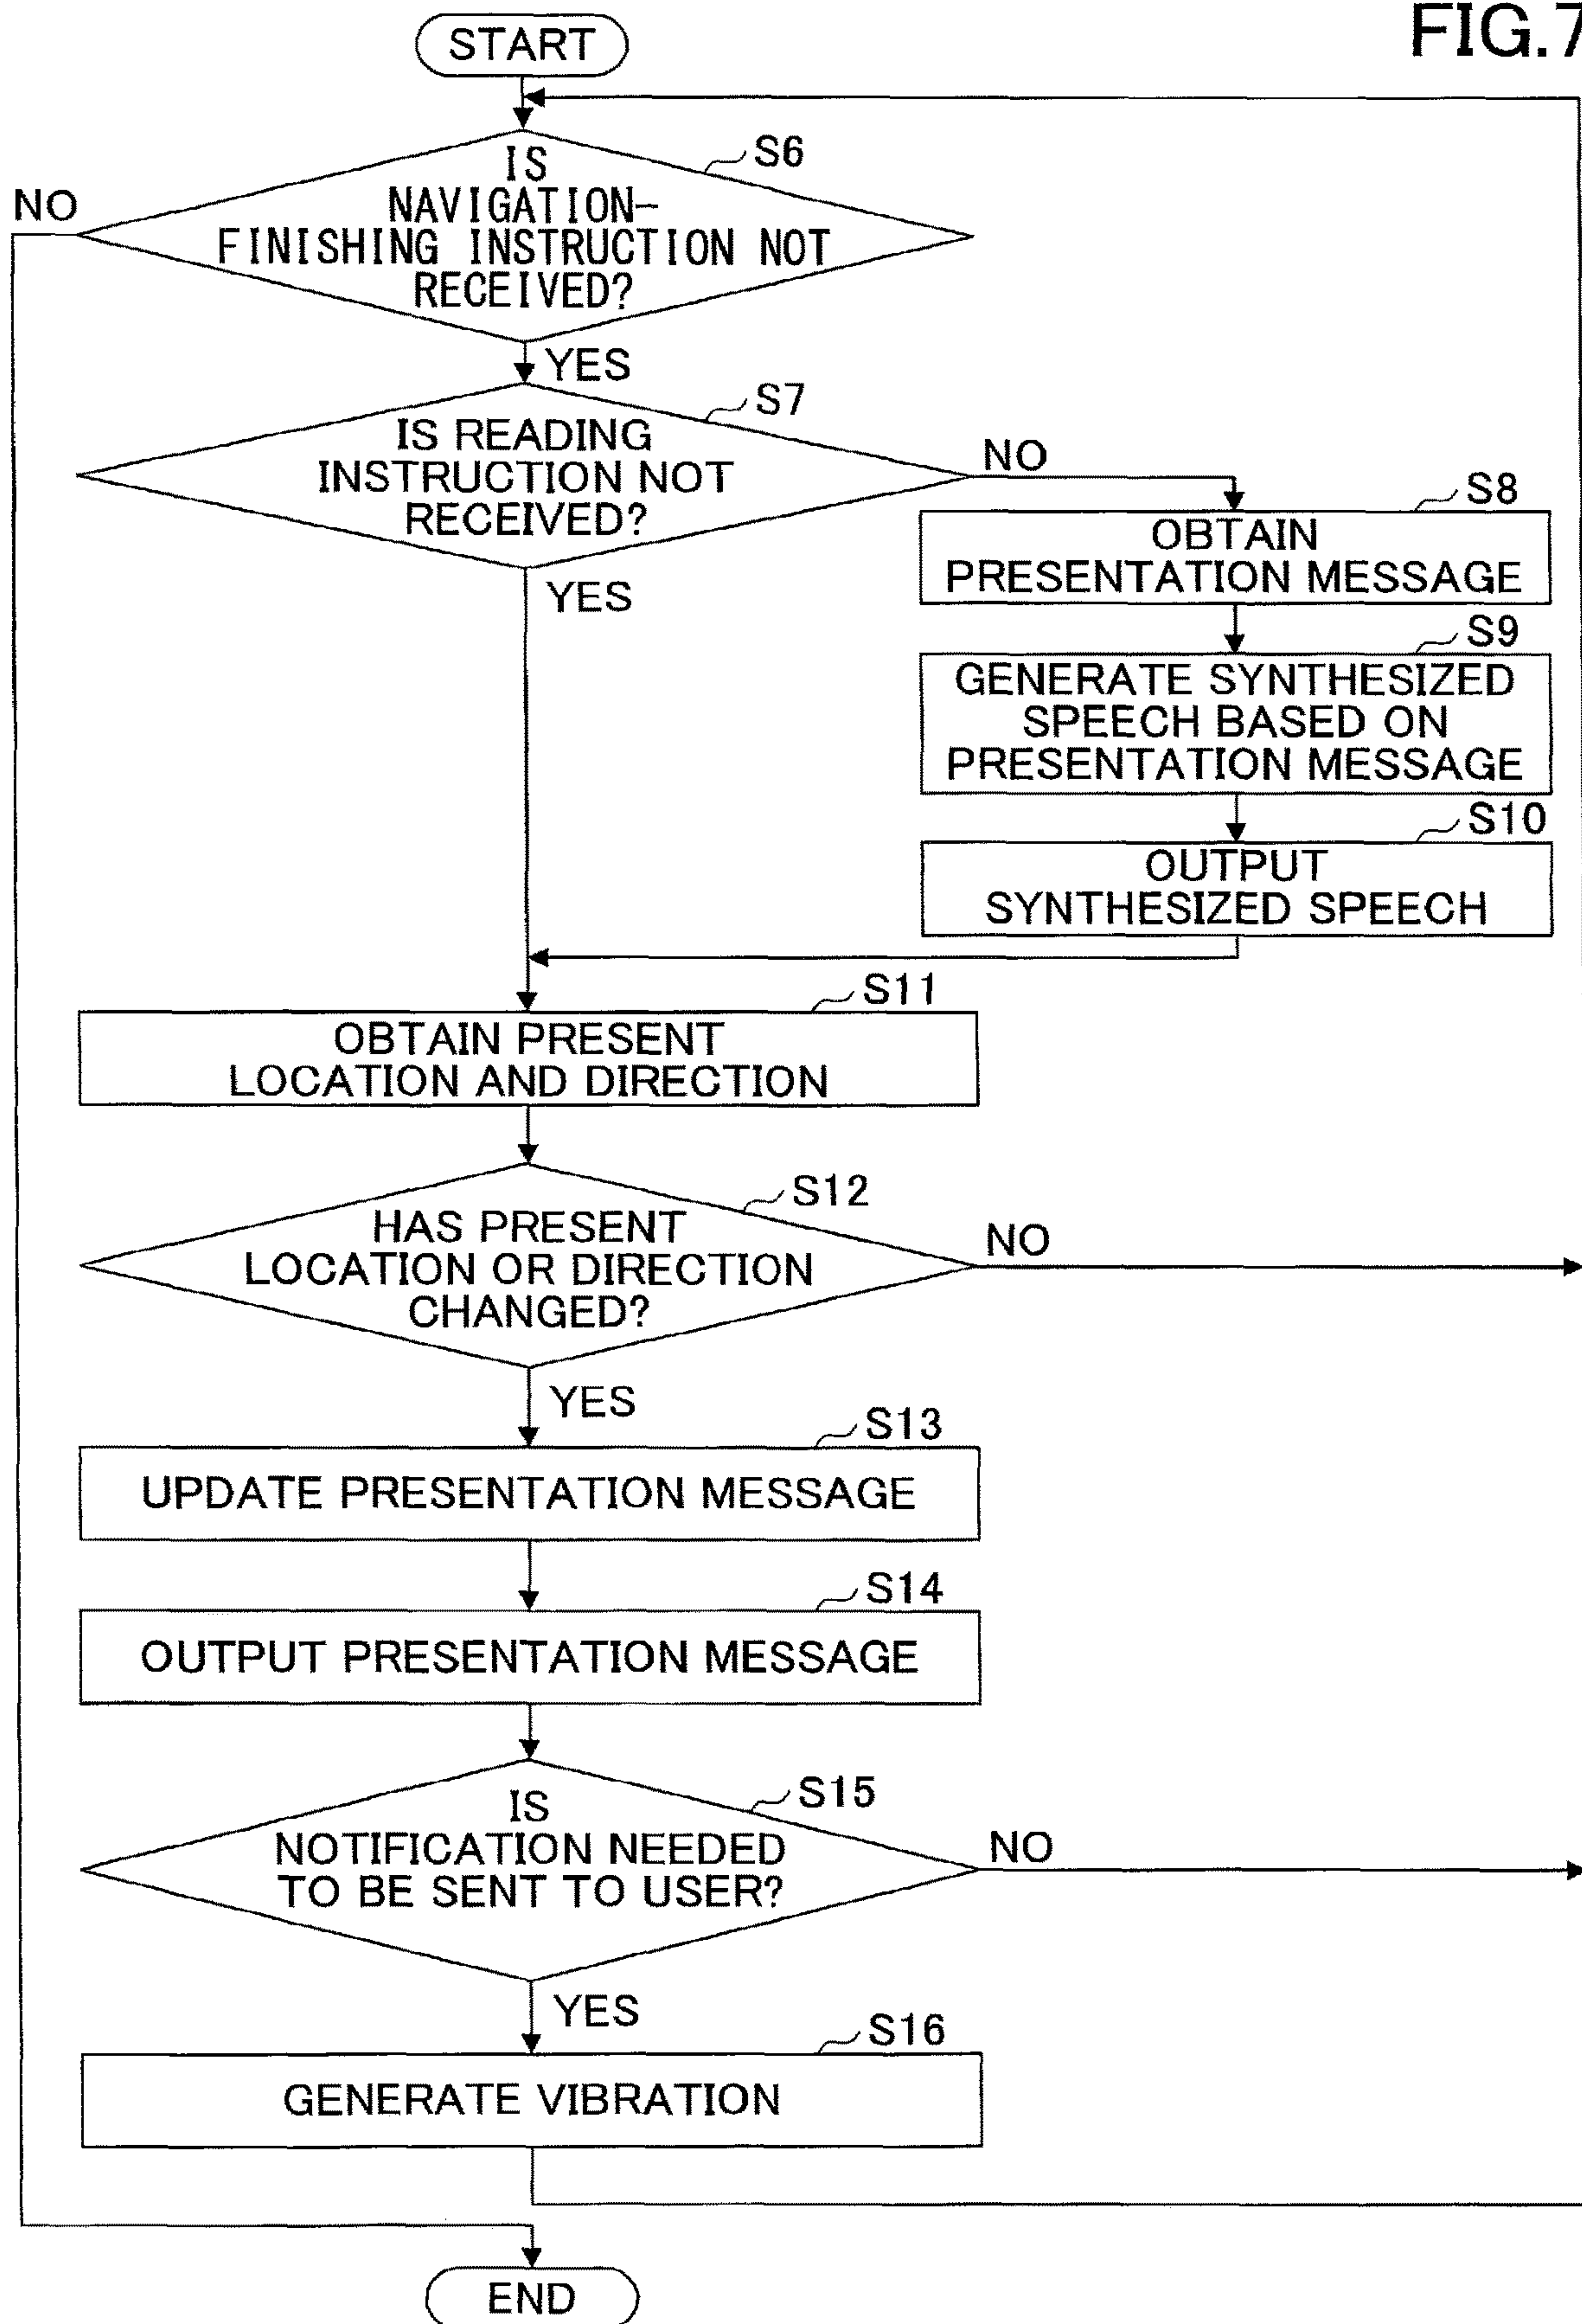 FIG.7
START
S6
IS
NAVIGATION-
FINISHING INSTRUCTION NOT
RECEIVED?
NO
YES
S7
IS READING
INSTRUCTION NOT
RECEIVED?
NO
YES
S8
OBTAIN
PRESENTATION MESSAGE
S9
GENERATE SYNTHESIZED
SPEECH BASED ON
PRESENTATION MESSAGE
S10
OUTPUT
SYNTHESIZED SPEECH
S11
OBTAIN PRESENT
LOCATION AND DIRECTION
S12
HAS PRESENT
LOCATION OR DIRECTION
CHANGED?
NO
YES
S13
UPDATE PRESENTATION MESSAGE
S14
OUTPUT PRESENTATION MESSAGE
S15
IS
NOTIFICATION NEEDED
TO BE SENT TO USER?
NO
YES
S16
GENERATE VIBRATION
END